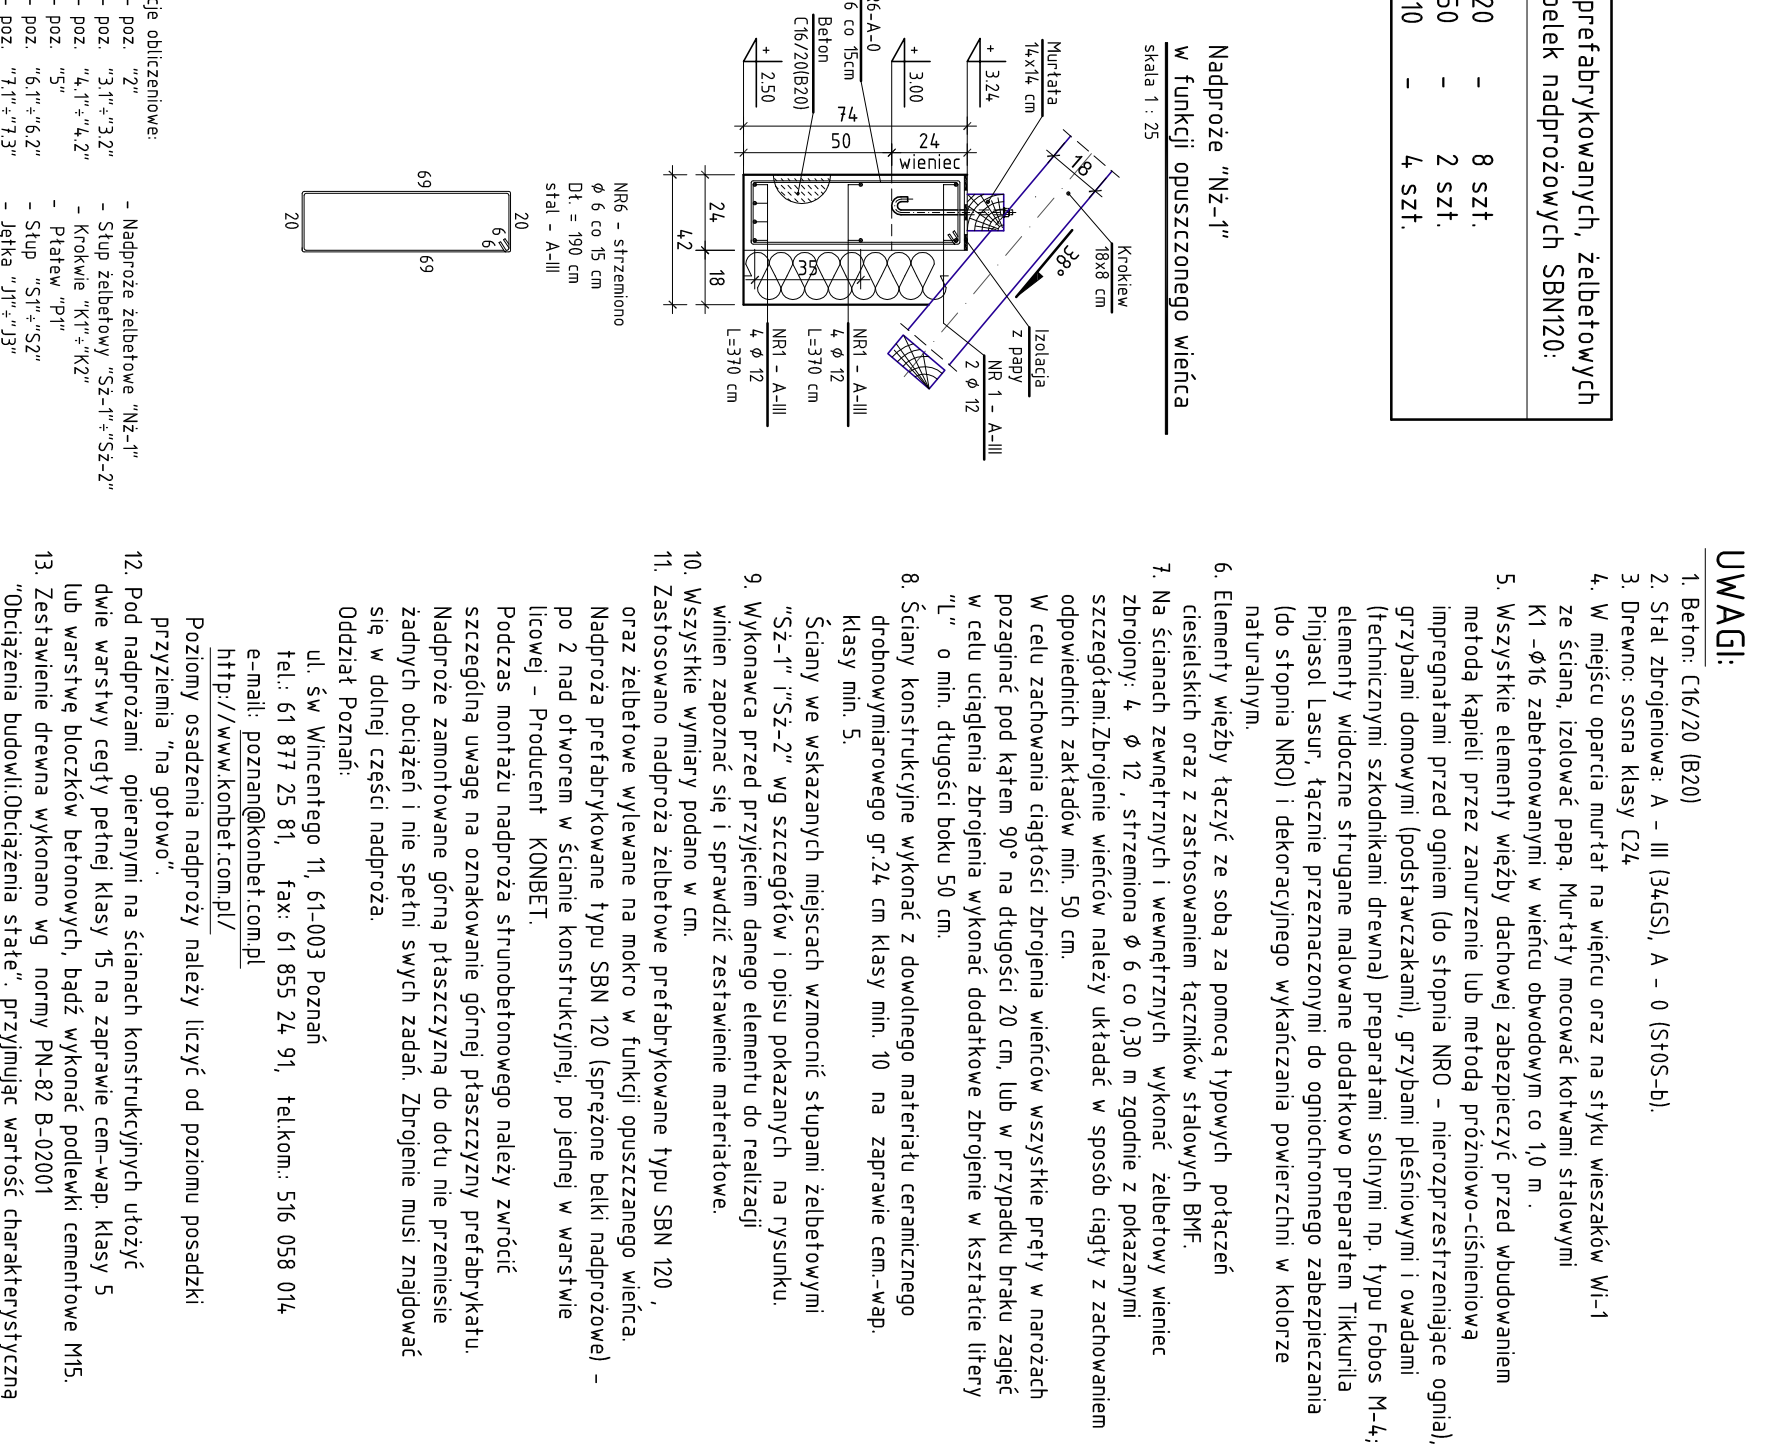 prefabrykowanych, żelbetowych
belek nadprożowych SBN120:
20 - 8 szt.
50 - 2 szt.
10 - 4 szt.
Nadproże "Nż-1"
w funkcji opuszczonego wieńca
skala 1 : 25
Murłata
14x14 cm
Krokiew
18x8 cm
18
38°
Izolacja
z papy
NR 1 - A-III
2 ϕ 12
+
3.24
+
3.00
+
2.50
6-A-0
6 co 15cm
Beton
C16/20(B20)
74
50
24
wieniec
35
24
18
42
NR1 - A-III
4 ϕ 12
L=370 cm
NR1 - A-III
4 ϕ 12
L=370 cm
NR6 - strzemiono
ϕ 6 co 15 cm
Dł. = 190 cm
stal - A-III
20
69
6
6
69
20
cje obliczeniowe:
- poz. "2" - Nadproże żelbetowe "Nż-1"
- poz. "3.1"÷"3.2" - Słup żelbetowy "Sż-1"÷"Sż-2"
- poz. "4.1"÷"4.2" - Krokwie "K1"÷"K2"
- poz. "5" - Płatew "P1"
- poz. "6.1"÷"6.2" - Słup "S1"÷"S2"
- poz. "7.1"÷"7.3" - Jętka "J1"÷"J3"
UWAGI:
1. Beton: C16/20 (B20)
2. Stal zbrojeniowa: A - III (34GS), A - 0 (St0S-b).
3. Drewno: sosna klasy C24
4. W miejscu oparcia murłat na więńcu oraz na styku wieszaków Wi-1
ze ścianą, izolować papą. Murłaty mocować kotwami stalowymi
K1 -ϕ16 zabetonowanymi w wieńcu obwodowym co 1,0 m .
5. Wszystkie elementy więźby dachowej zabezpieczyć przed wbudowaniem
metodą kąpieli przez zanurzenie lub metodą próżniowo-ciśnieniową
impregnatami przed ogniem (do stopnia NRO - nierozprzestrzeniające ognia),
grzybami domowymi (podstawczakami), grzybami pleśniowymi i owadami
(technicznymi szkodnikami drewna) preparatami solnymi np. typu Fobos M-4;
elementy widoczne strugane malowane dodatkowo preparatem Tikkurila
Pinjasol Lasur, łącznie przeznaczonymi do ogniochronnego zabezpieczania
(do stopnia NRO) i dekoracyjnego wykańczania powierzchni w kolorze
naturalnym.
6. Elementy więźby łączyć ze sobą za pomocą typowych połączeń
ciesielskich oraz z zastosowaniem łączników stalowych BMF.
7. Na ścianach zewnętrznych i wewnętrznych wykonać żelbetowy wieniec
zbrojony: 4 ϕ 12 , strzemiona ϕ 6 co 0,30 m zgodnie z pokazanymi
szczegółami.Zbrojenie wieńców należy układać w sposób ciągły z zachowaniem
odpowiednich zakładów min. 50 cm.
W celu zachowania ciągłości zbrojenia wieńców wszystkie pręty w narożach
pozaginać pod kątem 90° na długości 20 cm, lub w przypadku braku zagięć
w celu uciąglenia zbrojenia wykonać dodatkowe zbrojenie w kształcie litery
"L" o min. długości boku 50 cm.
8. Ściany konstrukcyjne wykonać z dowolnego materiału ceramicznego
drobnowymiarowego gr.24 cm klasy min. 10 na zaprawie cem.-wap.
klasy min. 5.
Ściany we wskazanych miejscach wzmocnić słupami żelbetowymi
"Sż-1" i"Sż-2" wg szczegółów i opisu pokazanych na rysunku.
9. Wykonawca przed przyjęciem danego elementu do realizacji
winien zapoznać się i sprawdzić zestawienie materiałowe.
10. Wszystkie wymiary podano w cm.
11. Zastosowano nadproża żelbetowe prefabrykowane typu SBN 120 ,
oraz żelbetowe wylewane na mokro w funkcji opuszczanego wieńca.
Nadproża prefabrykowane typu SBN 120 (sprężone belki nadprożowe) -
po 2 nad otworem w ścianie konstrukcyjnej, po jednej w warstwie
licowej - Producent KONBET.
Podczas montażu nadproża strunobetonowego należy zwrócić
szczególną uwagę na oznakowanie górnej płaszczyzny prefabrykatu.
Nadproże zamontowane górną płaszczyzną do dołu nie przeniesie
żadnych obciążeń i nie spełni swych zadań. Zbrojenie musi znajdować
się w dolnej części nadproża.
Oddział Poznań:
ul. św Wincentego 11, 61-003 Poznań
tel.: 61 877 25 81, fax: 61 855 24 91, tel.kom.: 516 058 014
e-mail: poznan@konbet.com.pl
http://www.konbet.com.pl/
Poziomy osadzenia nadproży należy liczyć od poziomu posadzki
przyziemia "na gotowo".
12. Pod nadprożami opieranymi na ścianach konstrukcyjnych ułożyć
dwie warstwy cegły pełnej klasy 15 na zaprawie cem-wap. klasy 5
lub warstwę bloczków betonowych, bądź wykonać podlewki cementowe M15.
13. Zestawienie drewna wykonano wg normy PN-82 B-02001
"Obciążenia budowli.Obciążenia stałe". przyjmując wartość charakterystyczną